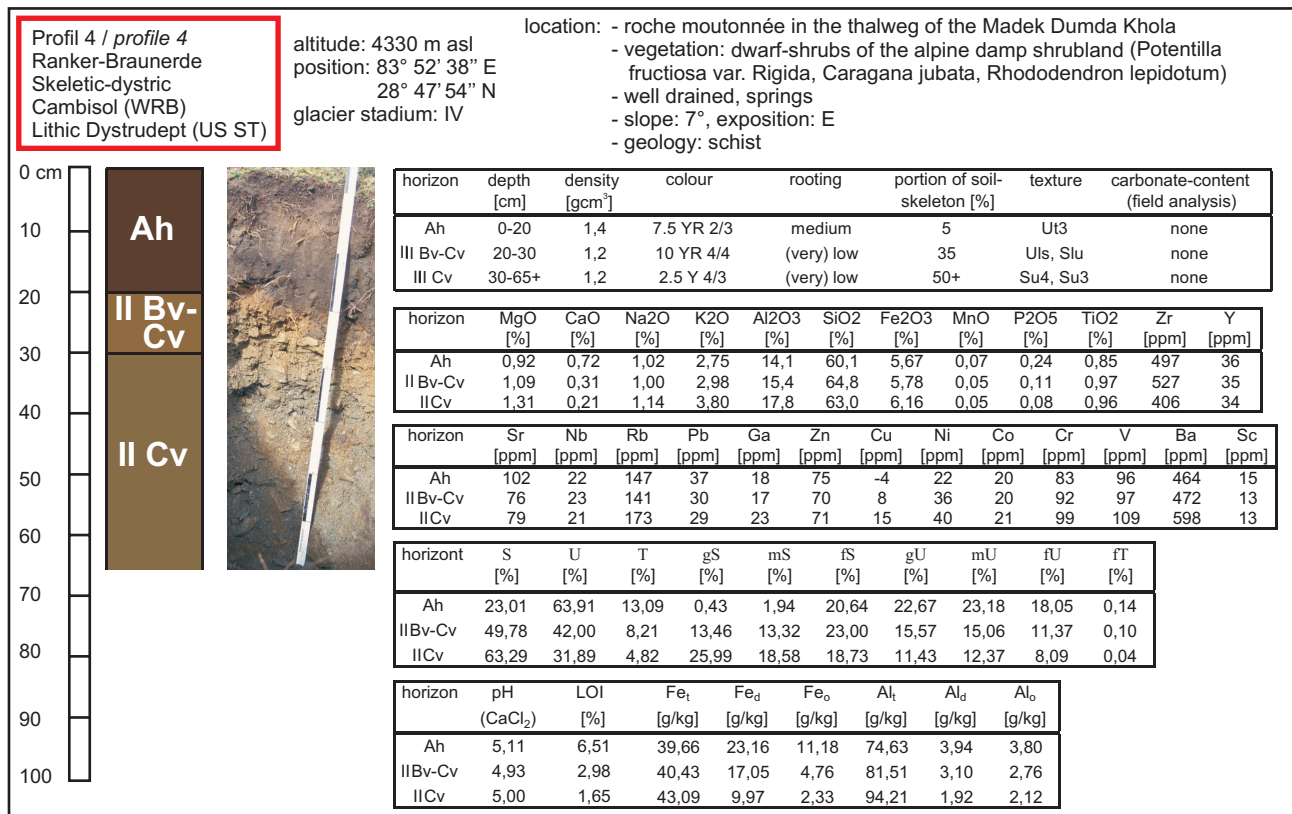 Profil 4 / profile 4
Ranker-Braunerde
Skeletic-dystric
Cambisol (WRB)
Lithic Dystrudept (US ST)
altitude: 4330 m asl
position: 83° 52' 38'' E
28° 47' 54'' N
glacier stadium: IV
location: - roche moutonnée in the thalweg of the Madek Dumda Khola
- vegetation: dwarf-shrubs of the alpine damp shrubland (Potentilla
fructiosa var. Rigida, Caragana jubata, Rhododendron lepidotum)
- well drained, springs
- slope: 7°, exposition: E
- geology: schist
0 cm
10
20
30
40
50
60
70
80
90
100
Ah
II Bv-
Cv
II Cv
horizon depth density colour rooting portion of soil- texture carbonate-content
[cm] [gcm³] skeleton [%] (field analysis)
Ah 0-20 1,4 7.5 YR 2/3 medium 5 Ut3 none
III Bv-Cv 20-30 1,2 10 YR 4/4 (very) low 35 Uls, Slu none
III Cv 30-65+ 1,2 2.5 Y 4/3 (very) low 50+ Su4, Su3 none
horizon MgO CaO Na2O K2O Al2O3 SiO2 Fe2O3 MnO P2O5 TiO2 Zr Y
[%] [%] [%] [%] [%] [%] [%] [%] [%] [%] [ppm] [ppm]
Ah 0,92 0,72 1,02 2,75 14,1 60,1 5,67 0,07 0,24 0,85 497 36
II Bv-Cv 1,09 0,31 1,00 2,98 15,4 64,8 5,78 0,05 0,11 0,97 527 35
II Cv 1,31 0,21 1,14 3,80 17,8 63,0 6,16 0,05 0,08 0,96 406 34
horizon Sr Nb Rb Pb Ga Zn Cu Ni Co Cr V Ba Sc
[ppm] [ppm] [ppm] [ppm] [ppm] [ppm] [ppm] [ppm] [ppm] [ppm] [ppm] [ppm] [ppm]
Ah 102 22 147 37 18 75 -4 22 20 83 96 464 15
II Bv-Cv 76 23 141 30 17 70 8 36 20 92 97 472 13
II Cv 79 21 173 29 23 71 15 40 21 99 109 598 13
horizont S U T gS mS fS gU mU fU fT
[%] [%] [%] [%] [%] [%] [%] [%] [%] [%]
Ah 23,01 63,91 13,09 0,43 1,94 20,64 22,67 23,18 18,05 0,14
II Bv-Cv 49,78 42,00 8,21 13,46 13,32 23,00 15,57 15,06 11,37 0,10
II Cv 63,29 31,89 4,82 25,99 18,58 18,73 11,43 12,37 8,09 0,04
horizon pH LOI Feₜ Fe_d Feₒ Alₜ Al_d Alₒ
(CaCl₂) [%] [g/kg] [g/kg] [g/kg] [g/kg] [g/kg] [g/kg]
Ah 5,11 6,51 39,66 23,16 11,18 74,63 3,94 3,80
II Bv-Cv 4,93 2,98 40,43 17,05 4,76 81,51 3,10 2,76
II Cv 5,00 1,65 43,09 9,97 2,33 94,21 1,92 2,12